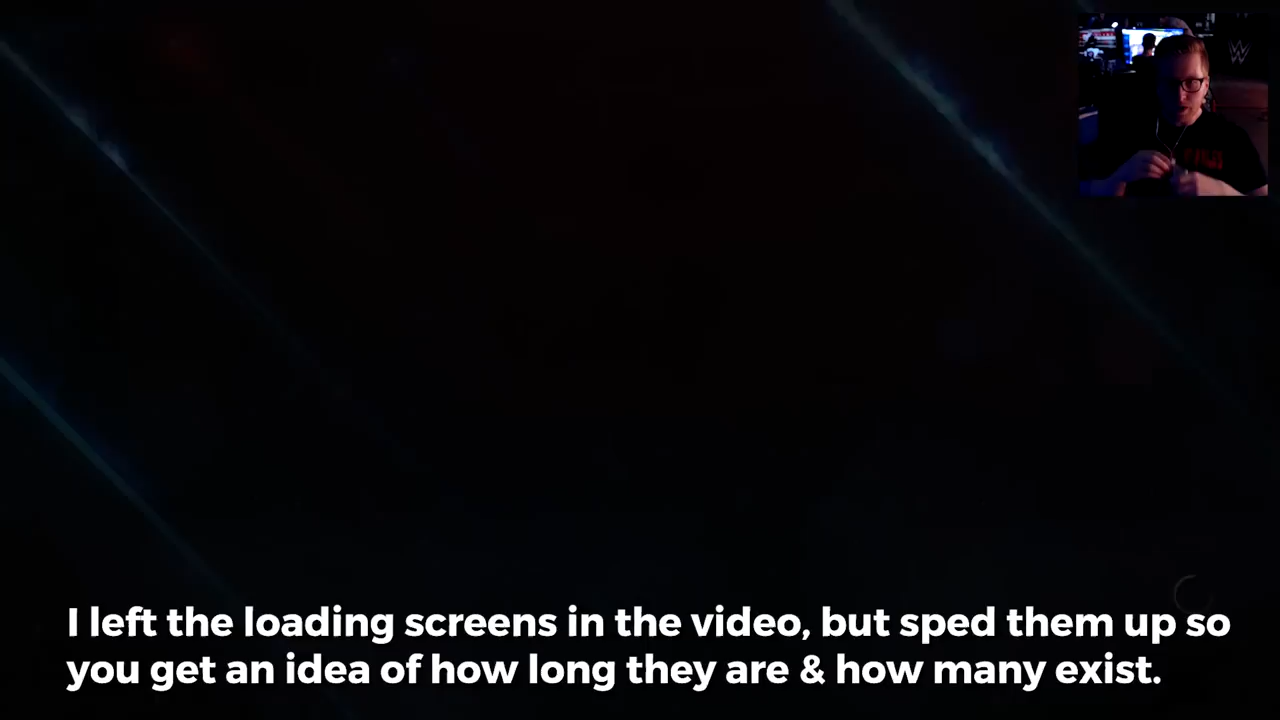 I left the loading screens in the video, but sped them up so
you get an idea of how long they are & how many exist.